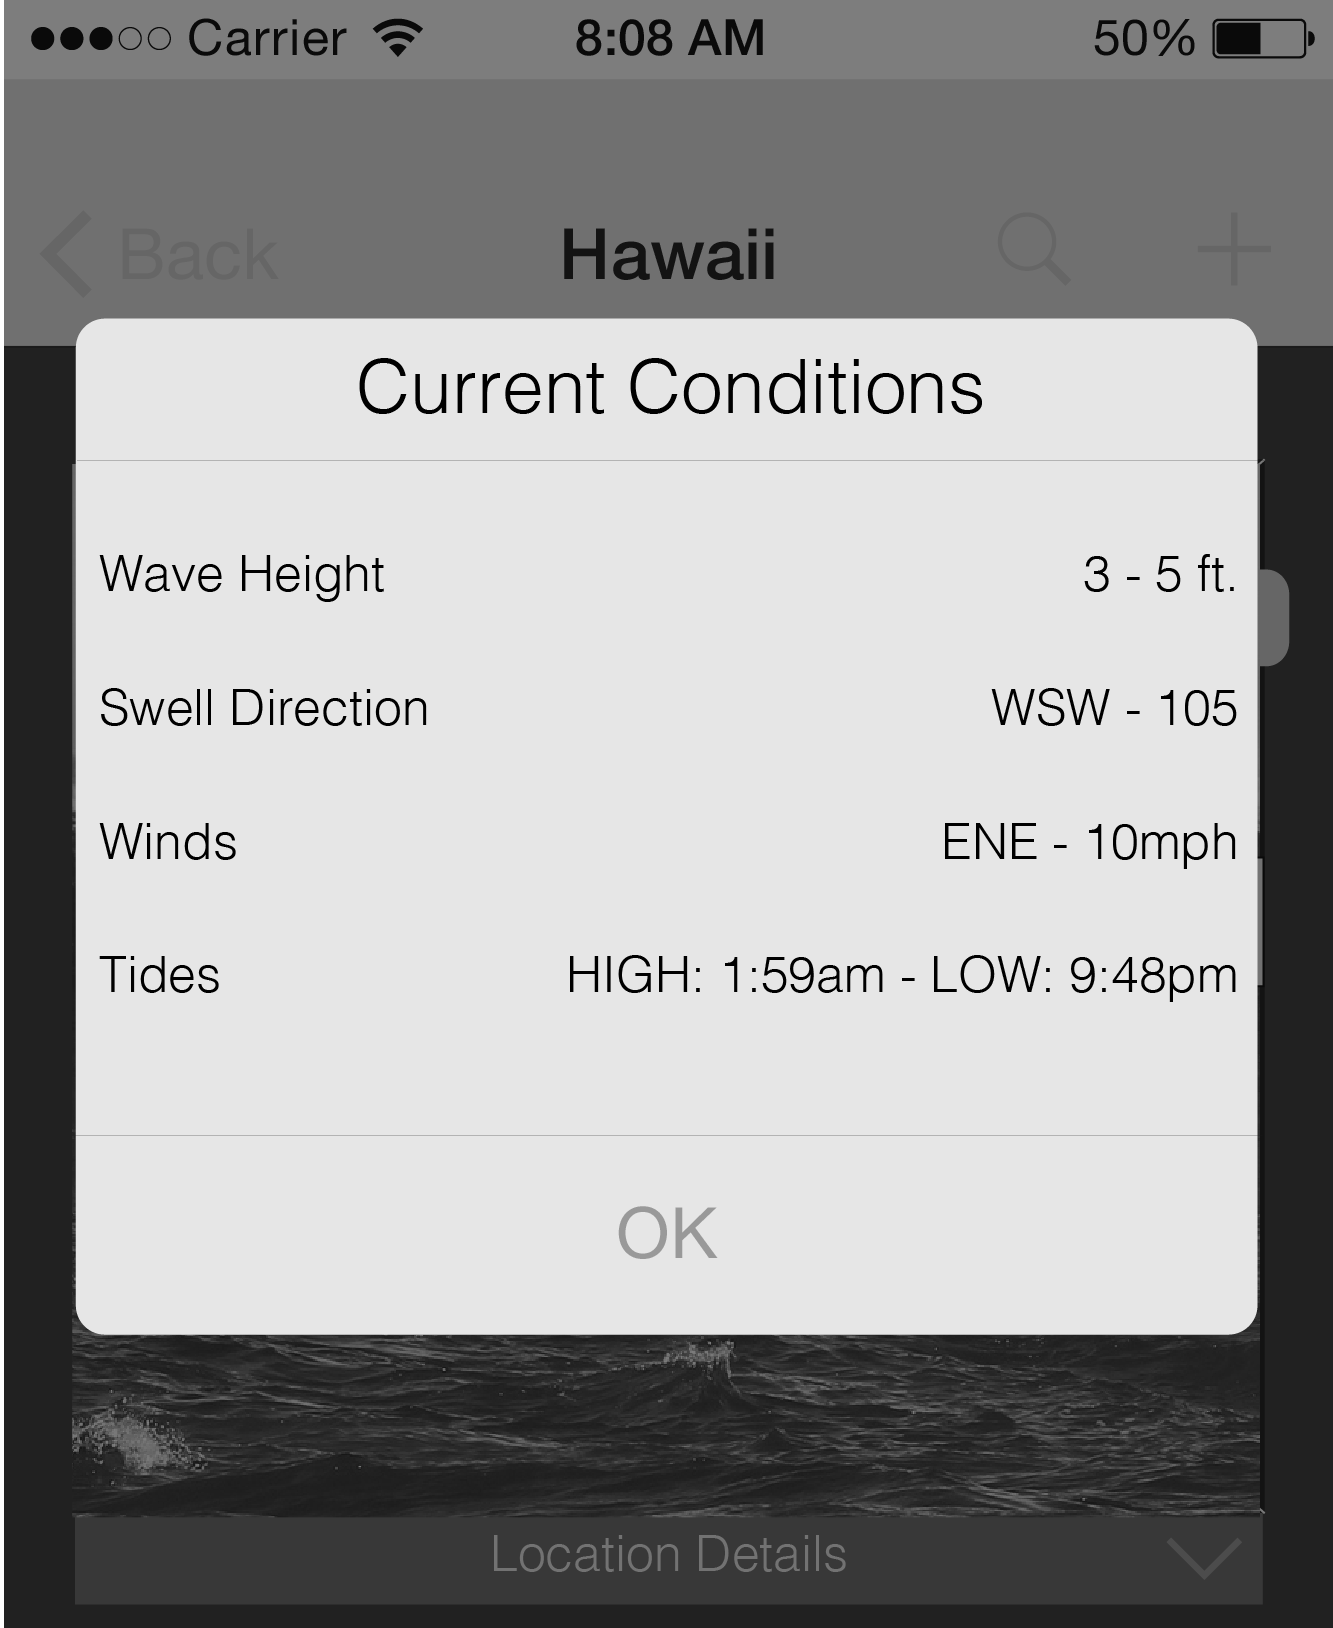 Carrier 8:08 AM 50%
Back Hawaii
Current Conditions
Wave Height 3 - 5 ft.
Swell Direction WSW - 105
Winds ENE - 10mph
Tides HIGH: 1:59am - LOW: 9:48pm
OK
Location Details